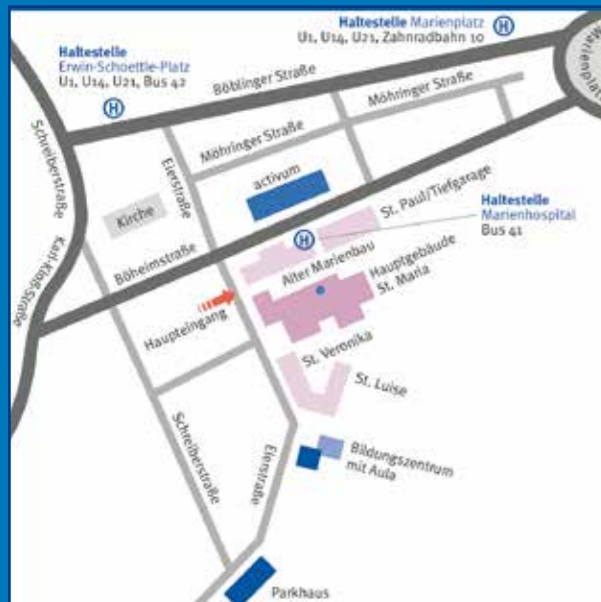 Haltestelle Marienplatz
U1, U14, U21, Zahnradbahn 10
Haltestelle
Erwin-Schoettle-Platz
U1, U14, U21, Bus 42
H
H
Marienplatz
Böblinger Straße
Möhringer Straße
Möhringer Straße
Schreiberstraße
Eierstraße
activum
Kirche
St. Paul/Tiefgarage
Haltestelle
Marienhospital
Bus 41
H
Karl-Kloß-Straße
Böheimstraße
Alter Marienbau
Hauptgebäude
St. Maria
Haupteingang
St. Veronika
St. Luise
Schreiberstraße
Eierstraße
Bildungszentrum
mit Aula
Parkhaus